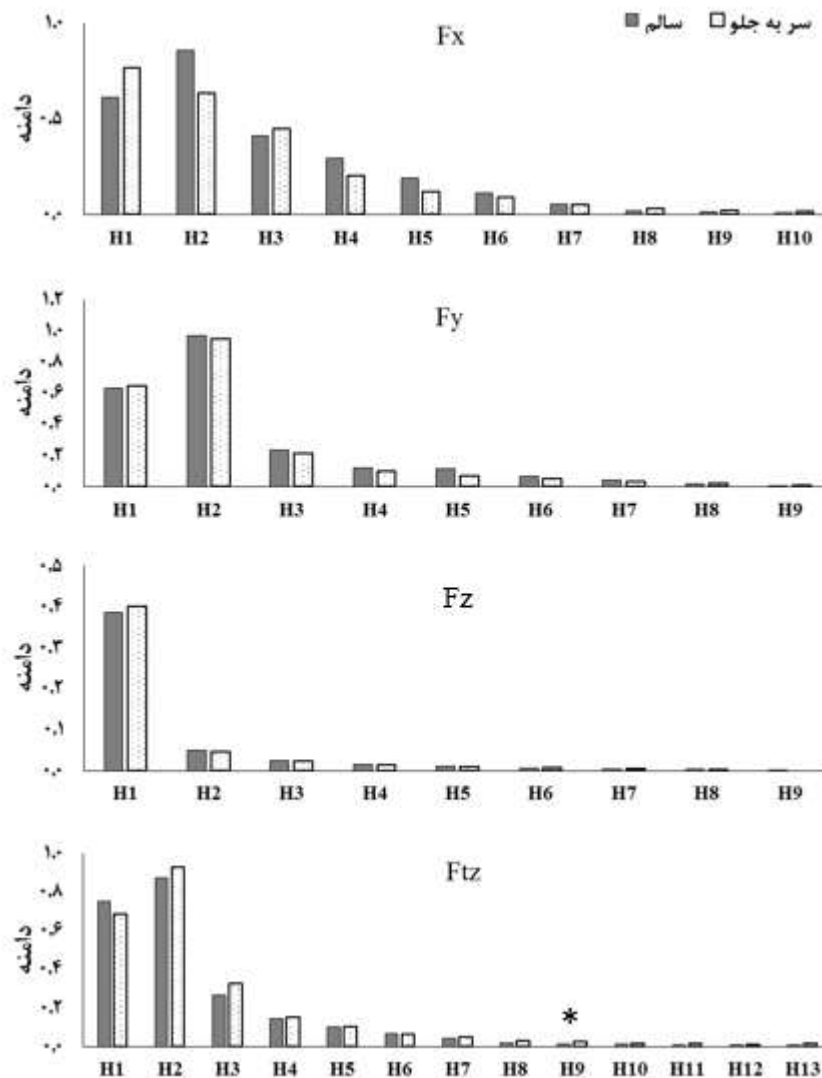 سالم سر به جلو
Fx
دامنه
۱.۰
۰.۵
۰.۰
H1 H2 H3 H4 H5 H6 H7 H8 H9 H10
Fy
دامنه
۱.۲
۱.۰
۰.۸
۰.۶
۰.۴
۰.۲
۰.۰
H1 H2 H3 H4 H5 H6 H7 H8 H9
Fz
دامنه
۰.۵
۰.۴
۰.۳
۰.۲
۰.۱
۰.۰
H1 H2 H3 H4 H5 H6 H7 H8 H9
Ftz
دامنه
۱.۰
۰.۸
۰.۶
۰.۴
۰.۲
۰.۰
*
H1 H2 H3 H4 H5 H6 H7 H8 H9 H10 H11 H12 H13